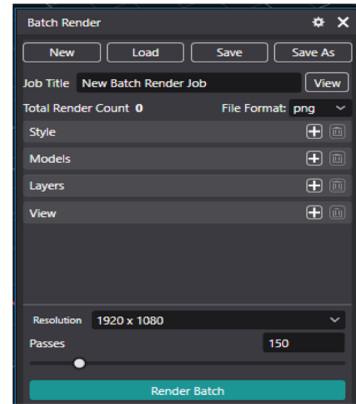 Batch Render
New Load Save Save As
Job Title New Batch Render Job View
Total Render Count 0 File Format: png
Style
Models
Layers
View
Resolution 1920 x 1080
Passes 150
Render Batch